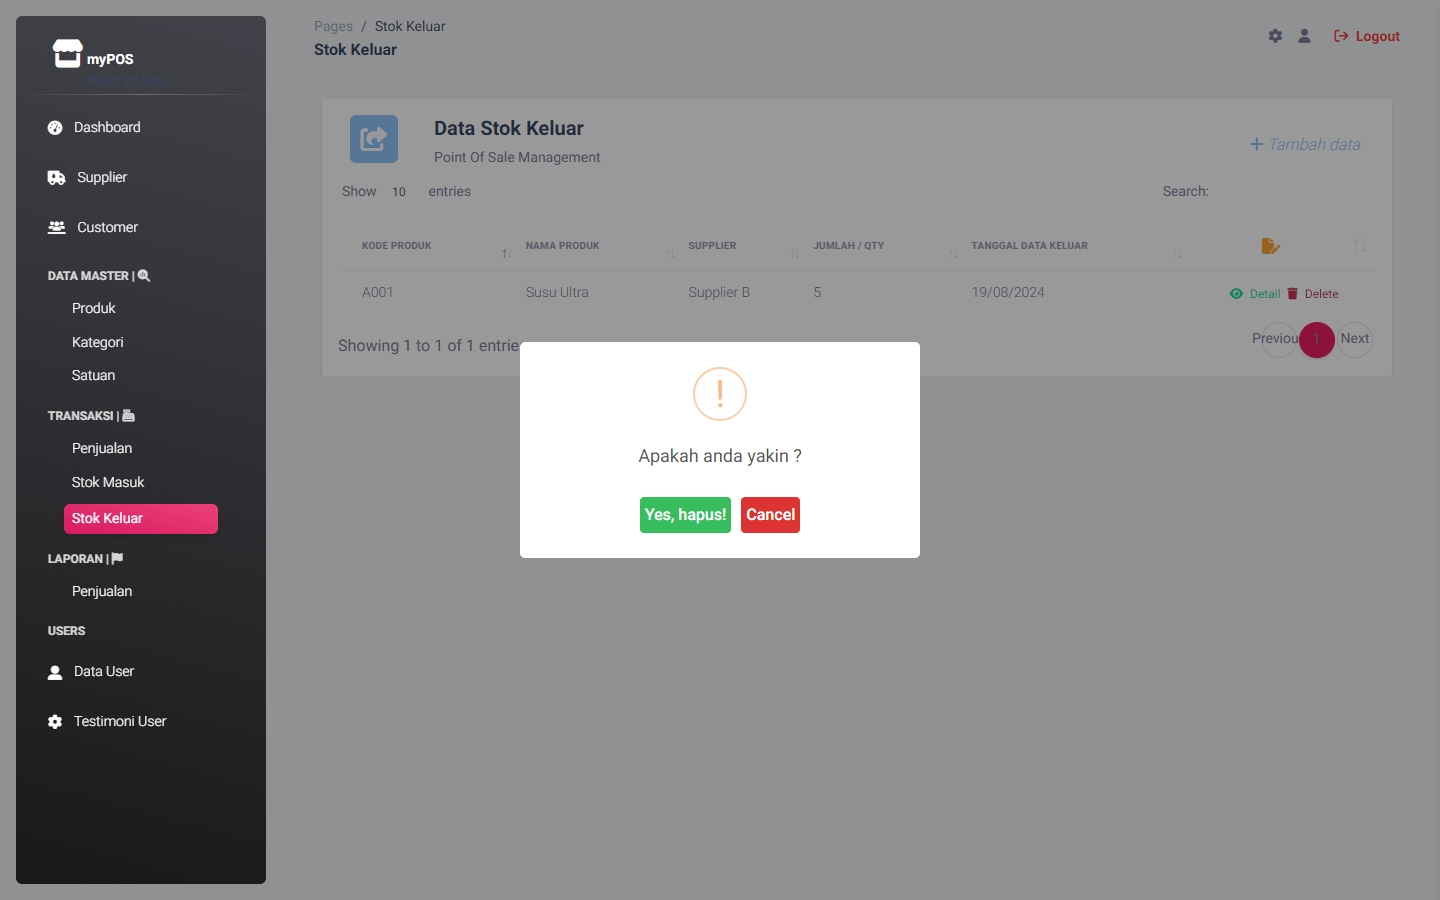 myPOS
Point Of Sale
Dashboard
Supplier
Customer
DATA MASTER |
Produk
Kategori
Satuan
TRANSAKSI |
Penjualan
Stok Masuk
Stok Keluar
LAPORAN |
Penjualan
USERS
Data User
Testimoni User
Pages / Stok Keluar
Stok Keluar
Logout
Data Stok Keluar
Point Of Sale Management
+ Tambah data
Show 10 entries
Search:
KODE PRODUK NAMA PRODUK SUPPLIER JUMLAH / QTY TANGGAL DATA KELUAR
A001 Susu Ultra Supplier B 5 19/08/2024 Detail Delete
Showing 1 to 1 of 1 entrie
Previou 1 Next
!
Apakah anda yakin ?
Yes, hapus! Cancel